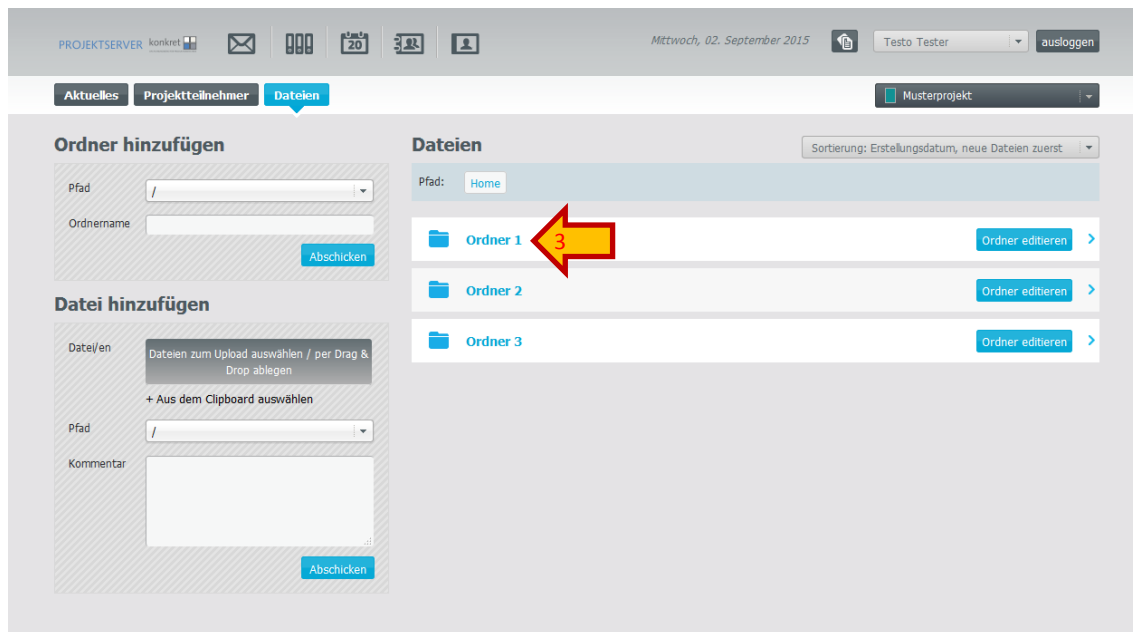 PROJEKTSERVER konkret
20
Mittwoch, 02. September 2015
Testo Tester
ausloggen
Aktuelles
Projektteilnehmer
Dateien
Musterprojekt
Ordner hinzufügen
Pfad
/
Ordnername
Abschicken
Datei hinzufügen
Datei/en
Dateien zum Upload auswählen / per Drag &
Drop ablegen
+ Aus dem Clipboard auswählen
Pfad
/
Kommentar
Abschicken
Dateien
Sortierung: Erstellungsdatum, neue Dateien zuerst
Pfad:
Home
Ordner 1
3
Ordner editieren
Ordner 2
Ordner editieren
Ordner 3
Ordner editieren